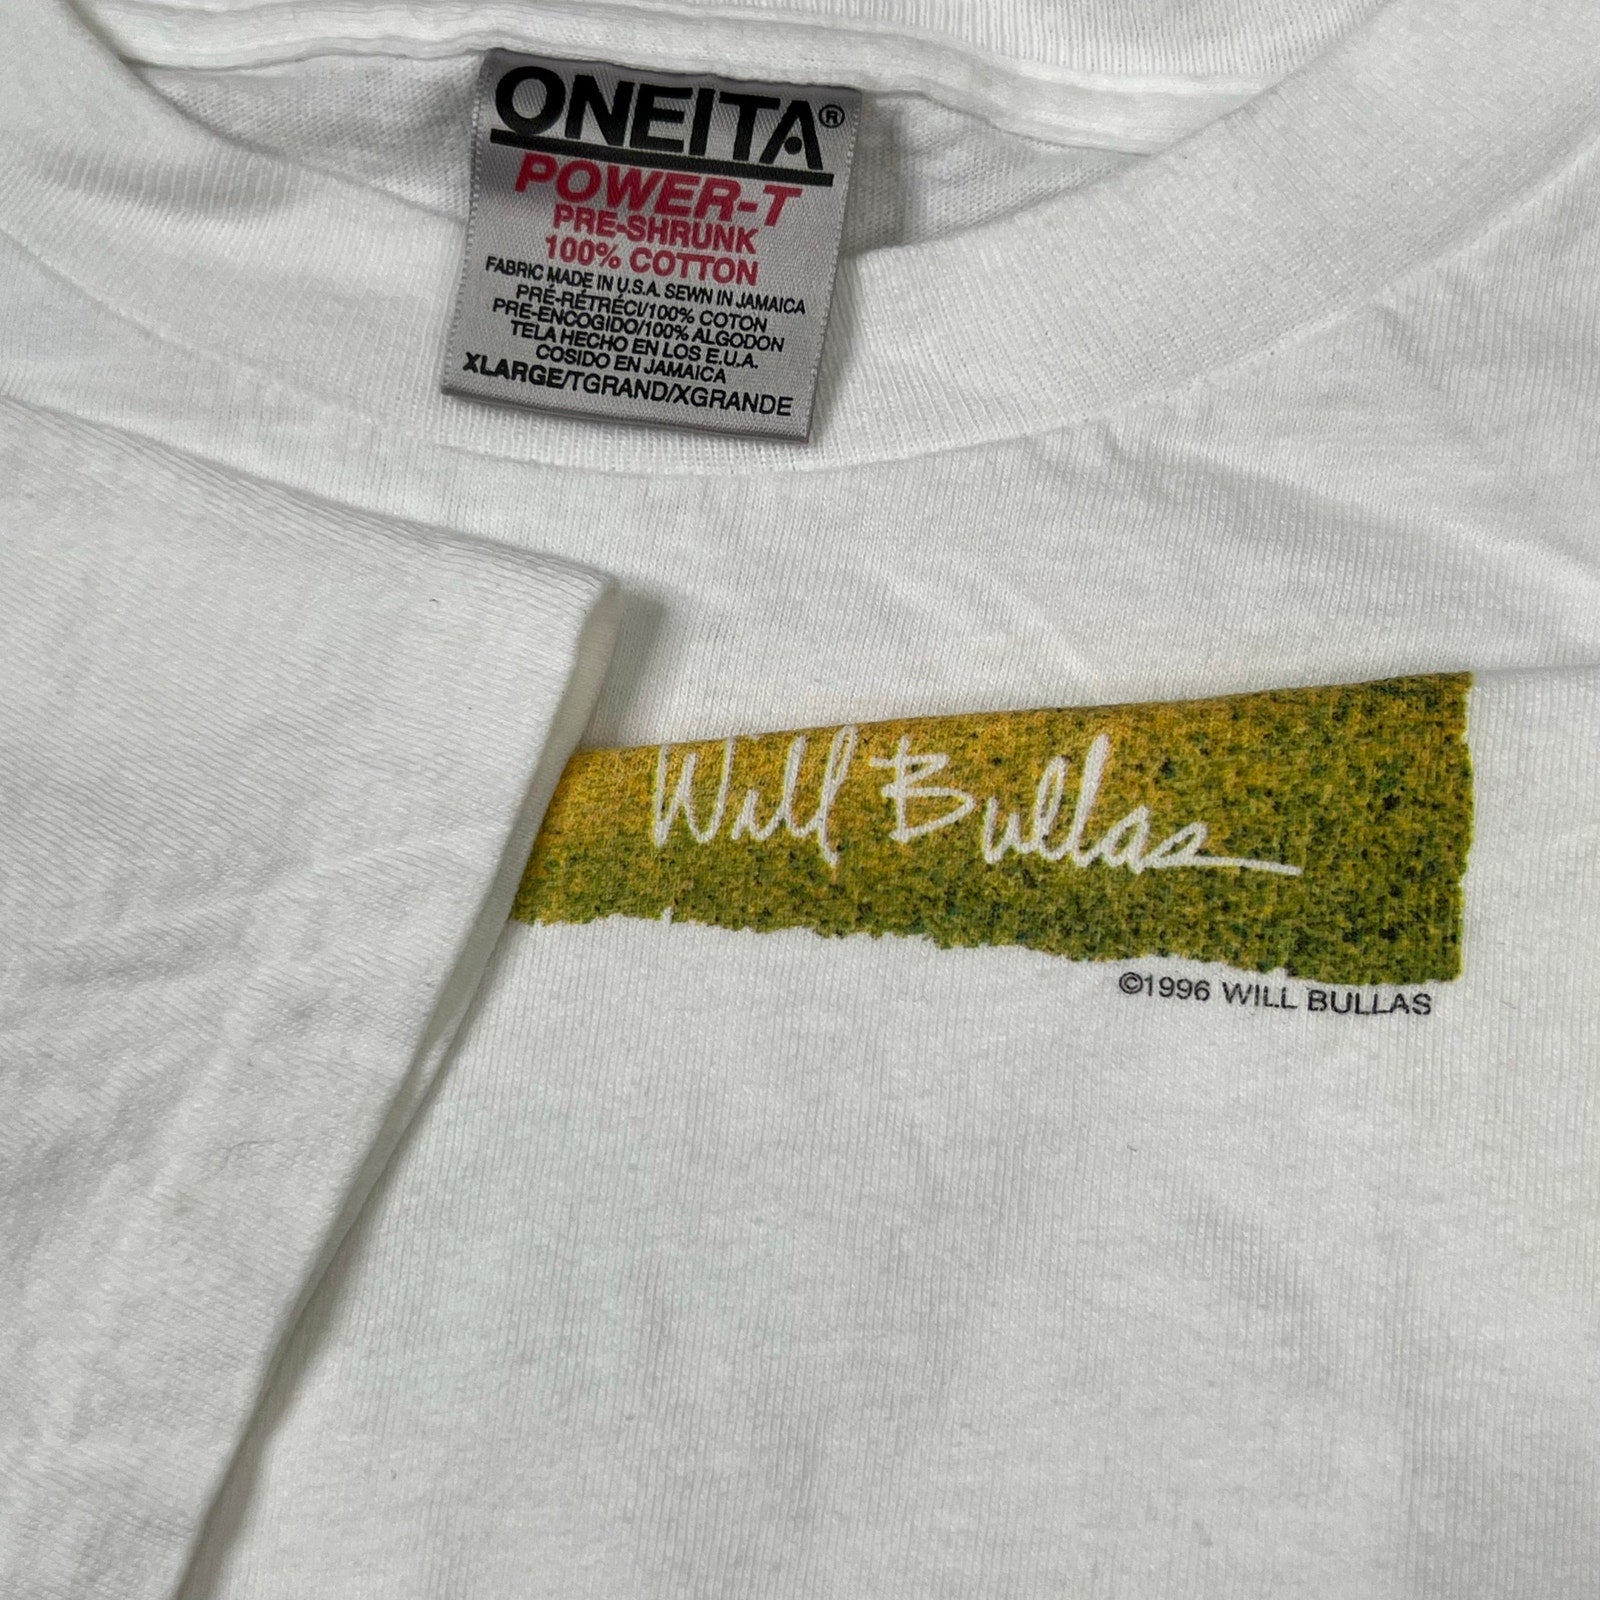 ONEITA®
POWER-T
PRE-SHRUNK
100% COTTON
FABRIC MADE IN U.S.A. SEWN IN JAMAICA
PRÉ-RÉTRÉCI/100% COTON
PRE-ENCOGIDO/100% ALGODON
TELA HECHO EN LOS E.U.A.
COSIDO EN JAMAICA
XLARGE/TGRAND/XGRANDE
Will Bullas
©1996 WILL BULLAS